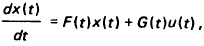 dx(t)/dt = F(t)x(t) + G(t)u(t),